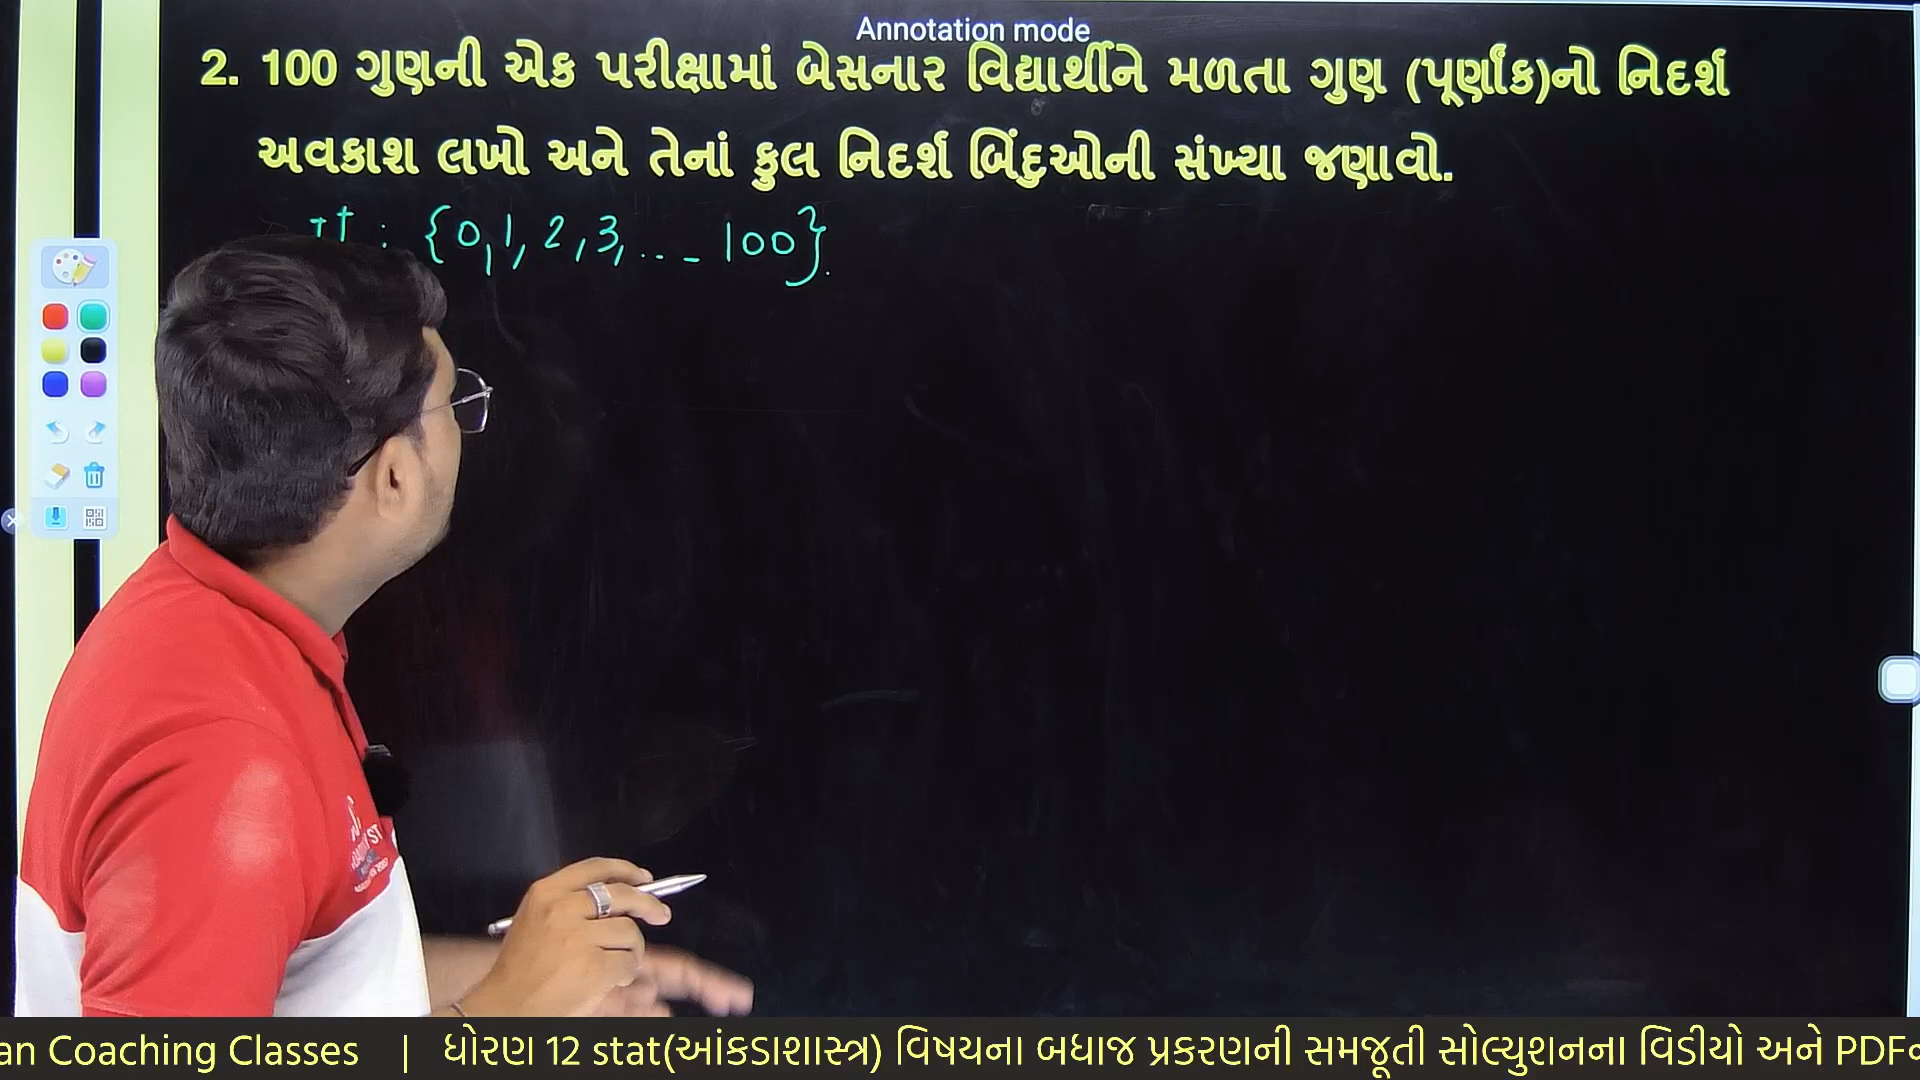 Annotation mode
2. 100 ગુણની એક પરીક્ષામાં બેસનાર વિદ્યાર્થીને મળતા ગુણ (પૂર્ણાંક)નો નિદર્શ
અવકાશ લખો અને તેનાં કુલ નિદર્શ બિંદુઓની સંખ્યા જણાવો.
: {0, 1, 2, 3, ... 100}.
an Coaching Classes | ધોરણ 12 stat(આંકડાશાસ્ત્ર) વિષયના બધાજ પ્રકરણની સમજૂતી સોલ્યુશનના વિડીયો અને PDF